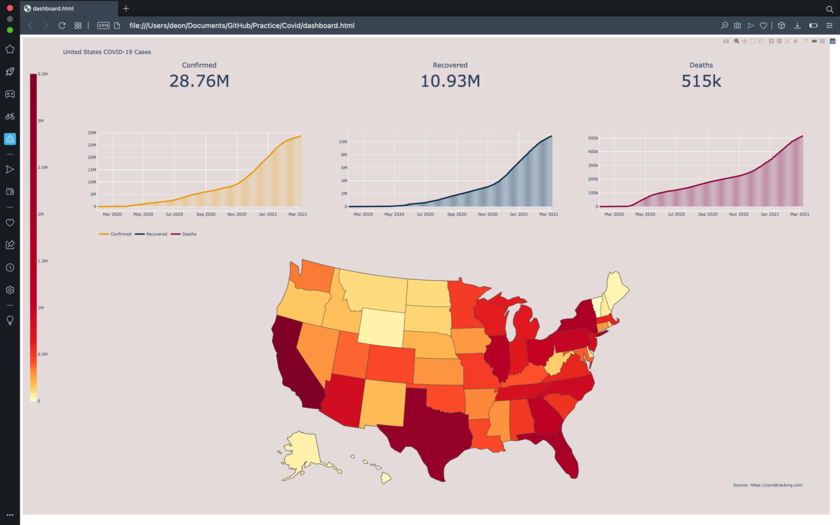 dashboard.html
VPN
file:///Users/deon/Documents/GitHub/Practice/Covid/dashboard.html
United States COVID-19 Cases
Confirmed
28.76M
Recovered
10.93M
Deaths
515k
3.5M
3M
2.5M
2M
1.5M
1M
0.5M
0
30M
25M
20M
15M
10M
5M
0
Mar 2020 May 2020 Jul 2020 Sep 2020 Nov 2020 Jan 2021 Mar 2021
10M
8M
6M
4M
2M
0
Mar 2020 May 2020 Jul 2020 Sep 2020 Nov 2020 Jan 2021 Mar 2021
500k
400k
300k
200k
100k
0
Mar 2020 May 2020 Jul 2020 Sep 2020 Nov 2020 Jan 2021 Mar 2021
Confirmed Recovered Deaths
Source: https://covidtracking.com